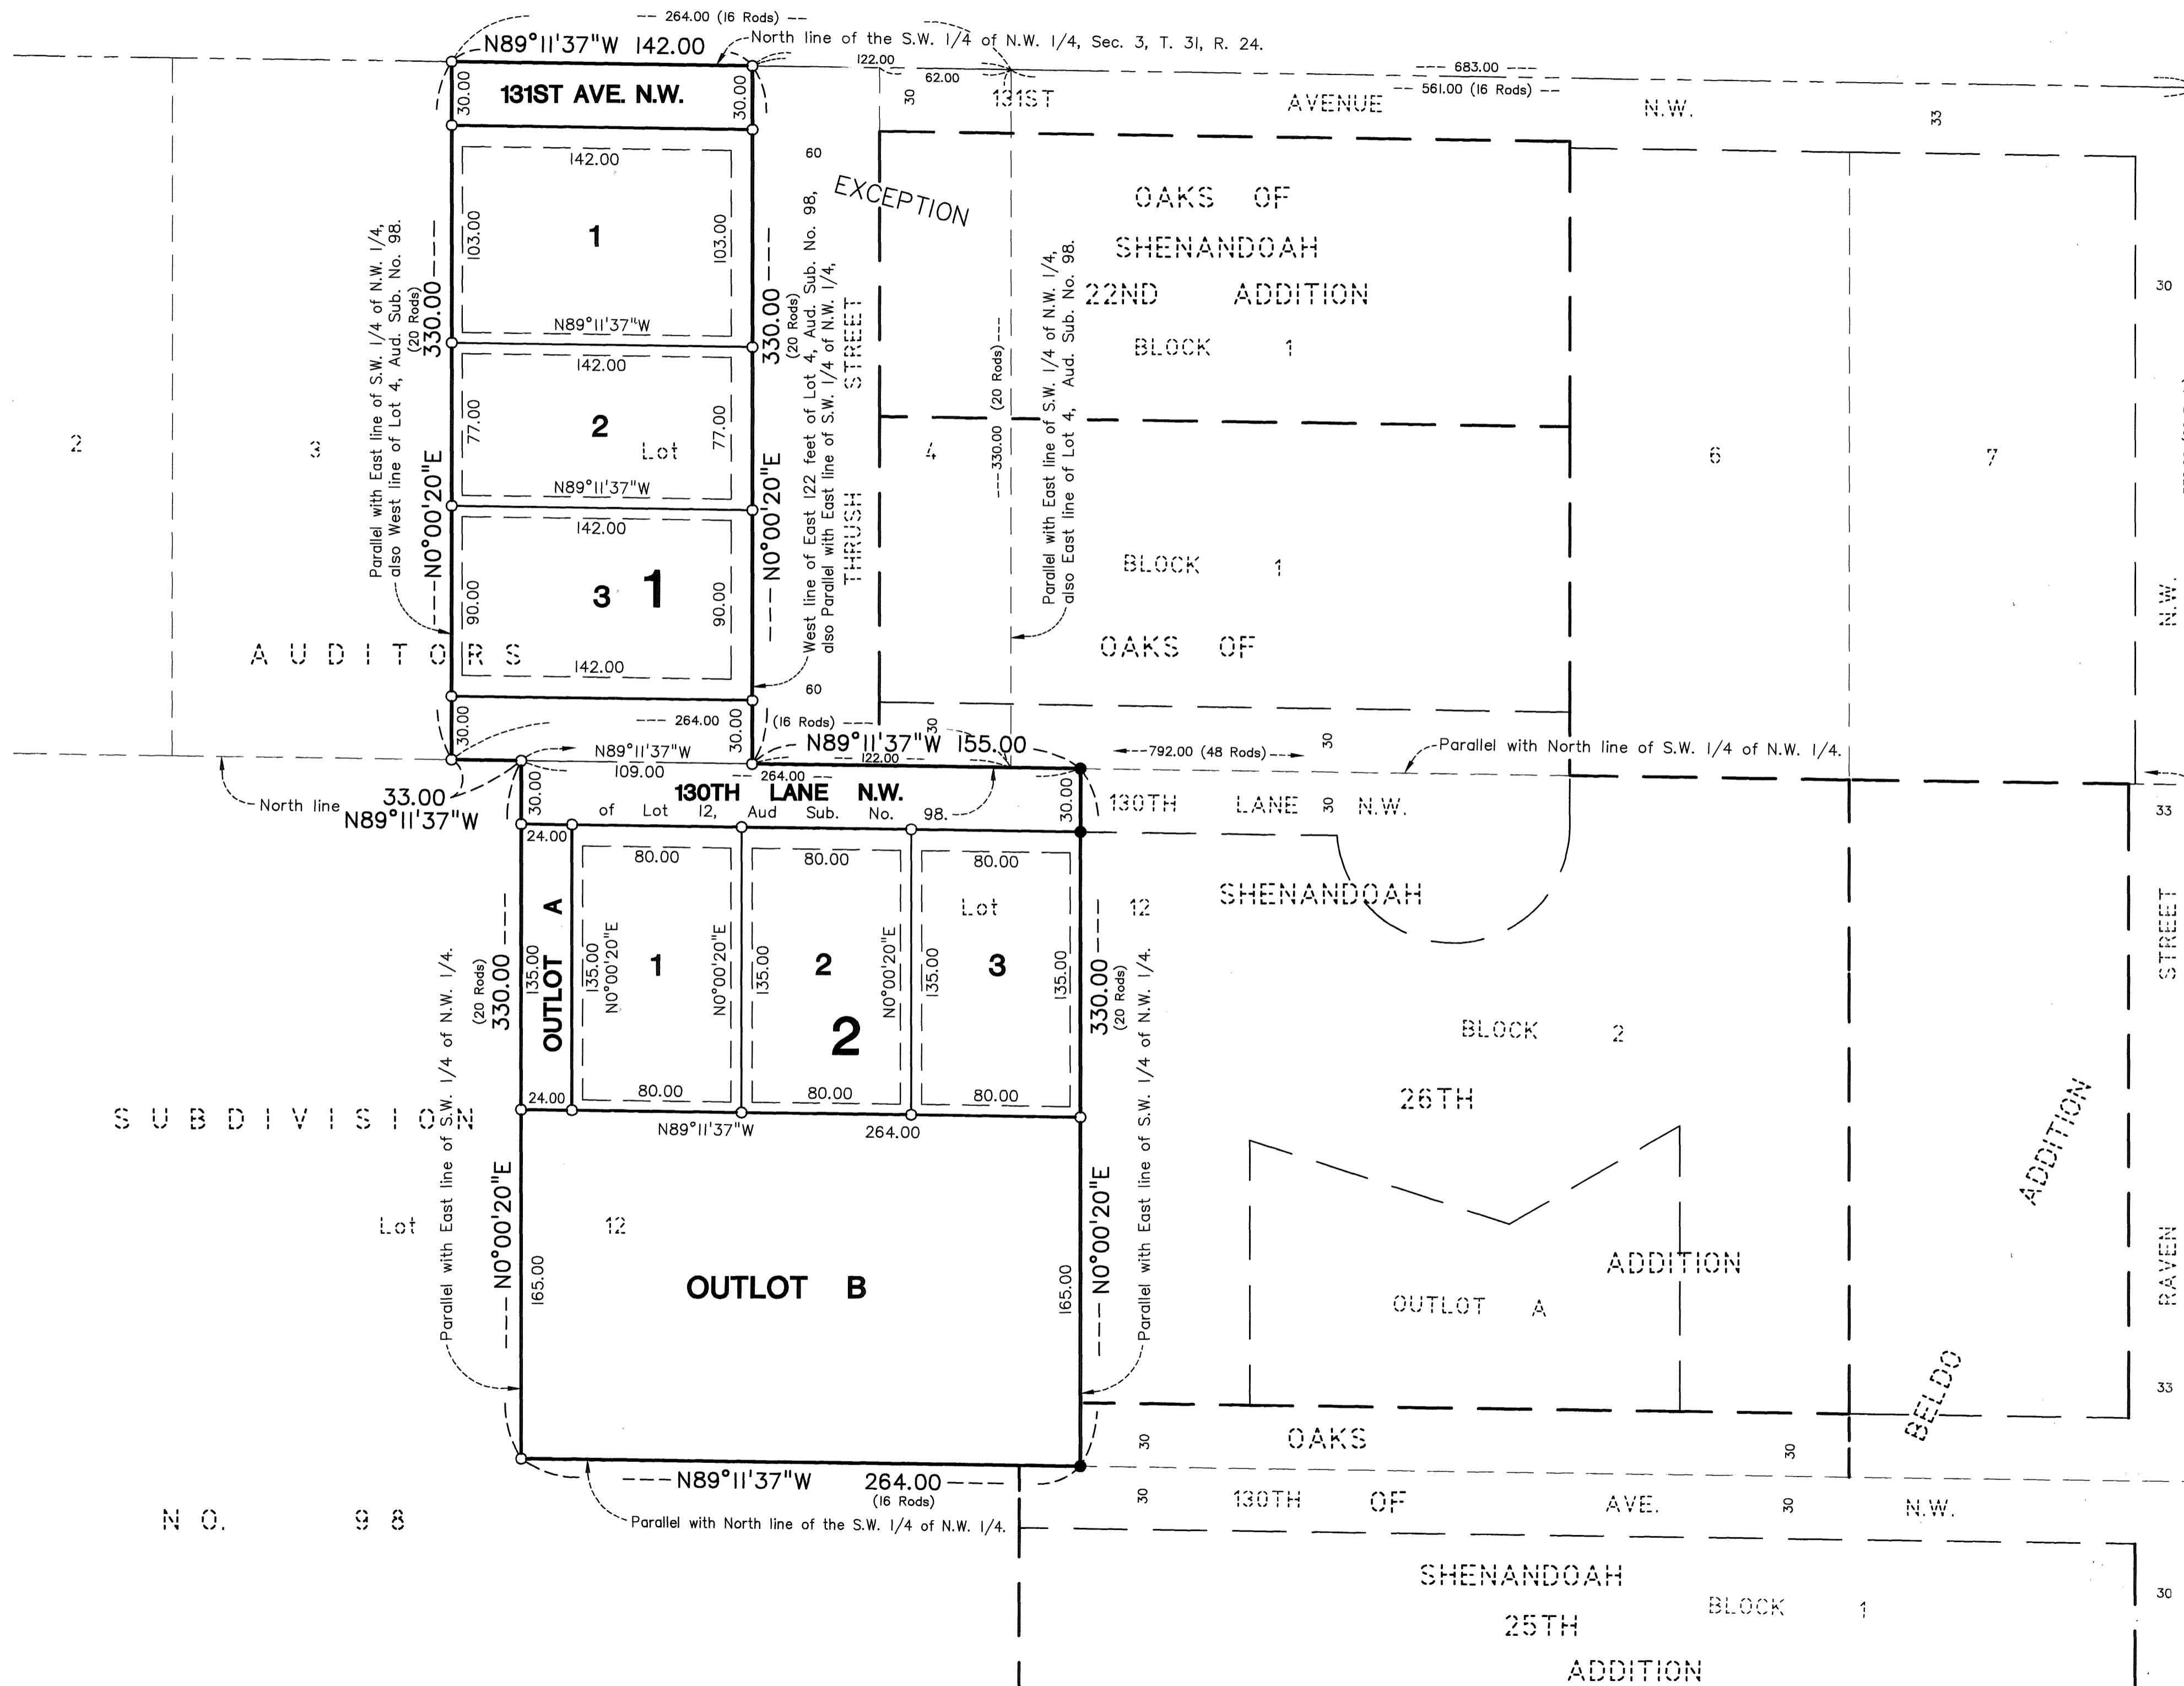 264.00 (16 Rods)
N89°11'37"W 142.00
North line of the S.W. 1/4 of N.W. 1/4, Sec. 3, T. 31, R. 24.
122.00
62.00
683.00
561.00 (16 Rods)
30.00
131ST AVE. N.W.
30.00
30
131ST AVENUE N.W.
33
142.00
60
EXCEPTION
103.00
1
103.00
N89°11'37"W
OAKS OF
SHENANDOAH
22ND ADDITION
BLOCK 1
30
Parallel with East line of S.W. 1/4 of N.W. 1/4,
also West line of Lot 4, Aud. Sub. No. 98.
330.00
(20 Rods)
N0°00'20"E
330.00
(20 Rods)
N0°00'20"E
West line of East 122 feet of Lot 4, Aud. Sub. No. 98,
also Parallel with East line of S.W. 1/4 of N.W. 1/4,
THRUSH STREET
330.00 (20 Rods)
Parallel with East line of S.W. 1/4 of N.W. 1/4,
also East line of Lot 4, Aud. Sub. No. 98.
142.00
77.00
2
Lot
77.00
N89°11'37"W
2
3
4
6
7
142.00
90.00
3
1
90.00
142.00
BLOCK 1
OAKS OF
N.W.
AUDITORS
60
30.00
264.00 (16 Rods)
30.00
30
N89°11'37"W 155.00
122.00
N89°11'37"W
109.00
264.00
792.00 (48 Rods)
30
Parallel with North line of S.W. 1/4 of N.W. 1/4.
North line
33.00
N89°11'37"W
30.00
130TH LANE N.W.
30.00
of Lot 12, Aud Sub. No. 98.
130TH LANE 30 N.W.
33
24.00
80.00
80.00
80.00
SHENANDOAH
OUTLOT A
135.00
135.00
N0°00'20"E
1
N0°00'20"E
135.00
2
2
N0°00'20"E
135.00
Lot
3
135.00
12
330.00
(20 Rods)
N0°00'20"E
330.00
(20 Rods)
N0°00'20"E
Parallel with East line of S.W. 1/4 of N.W. 1/4.
Parallel with East line of S.W. 1/4 of N.W. 1/4.
BLOCK 2
26TH
STREET
24.00
80.00
80.00
80.00
N89°11'37"W 264.00
SUBDIVISION
Lot 12
165.00
OUTLOT B
165.00
ADDITION
OUTLOT A
BELDO ADDITION
RAVEN
33
30
OAKS
30
N89°11'37"W 264.00
(16 Rods)
Parallel with North line of the S.W. 1/4 of N.W. 1/4.
30
130TH OF AVE. 30 N.W.
NO. 98
SHENANDOAH
BLOCK 1
30
25TH
ADDITION